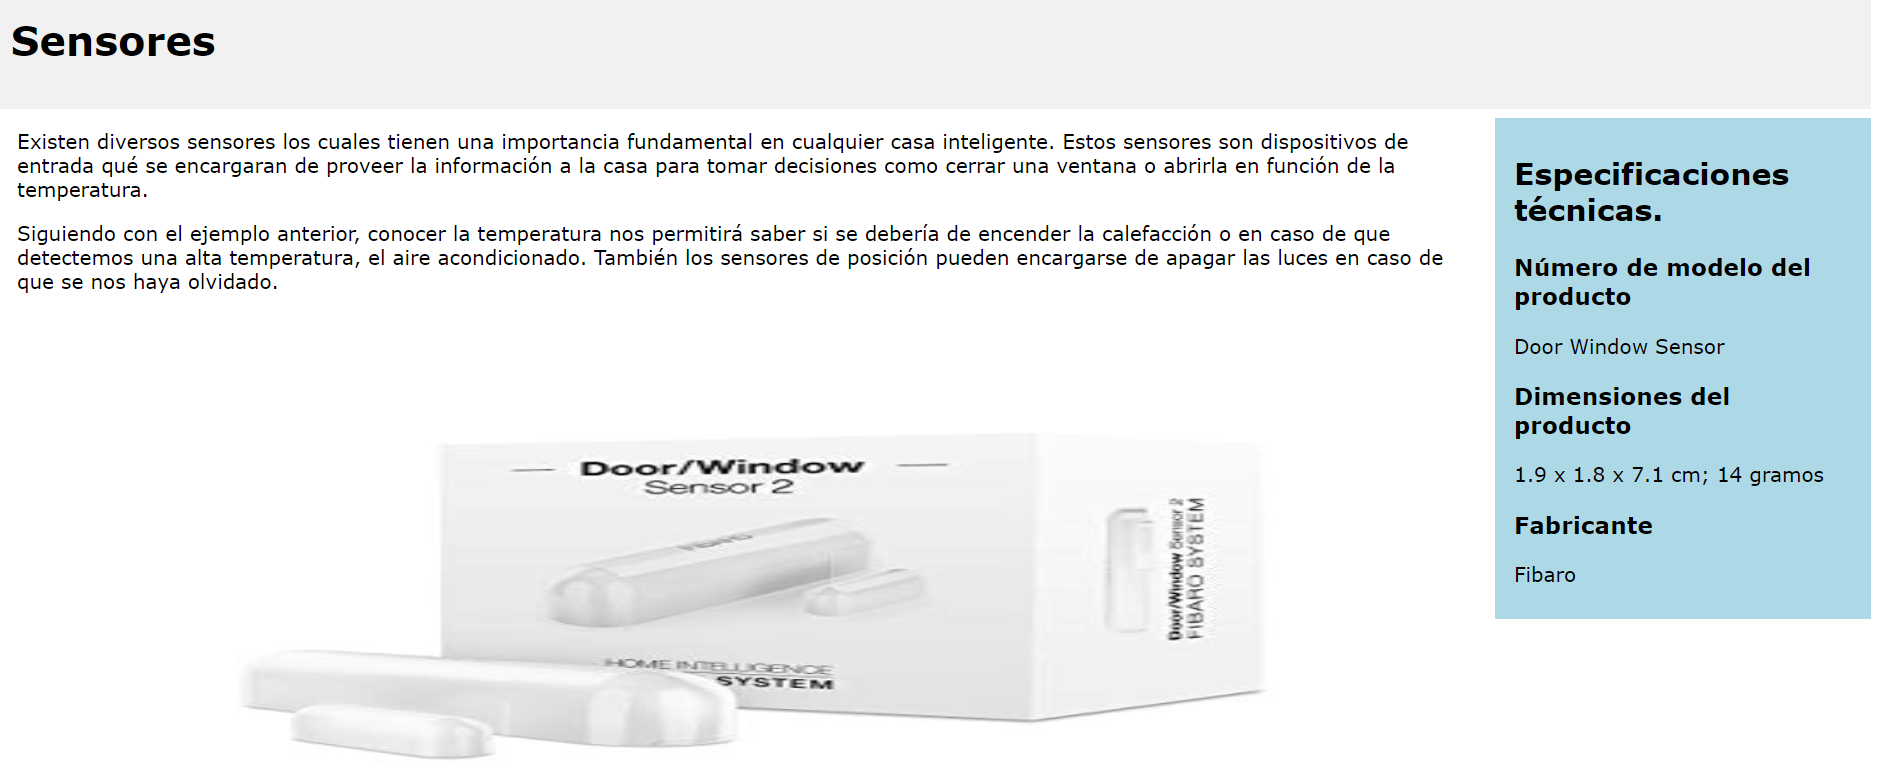 Sensores
Existen diversos sensores los cuales tienen una importancia fundamental en cualquier casa inteligente. Estos sensores son dispositivos de
entrada qué se encargaran de proveer la información a la casa para tomar decisiones como cerrar una ventana o abrirla en función de la
temperatura.
Siguiendo con el ejemplo anterior, conocer la temperatura nos permitirá saber si se debería de encender la calefacción o en caso de que
detectemos una alta temperatura, el aire acondicionado. También los sensores de posición pueden encargarse de apagar las luces en caso de
que se nos haya olvidado.
Door/Window
Sensor 2
FIBARO
HOME INTELLIGENCE
SYSTEM
Door/Window Sensor 2
FIBARO SYSTEM
Especificaciones
técnicas.
Número de modelo del
producto
Door Window Sensor
Dimensiones del
producto
1.9 x 1.8 x 7.1 cm; 14 gramos
Fabricante
Fibaro